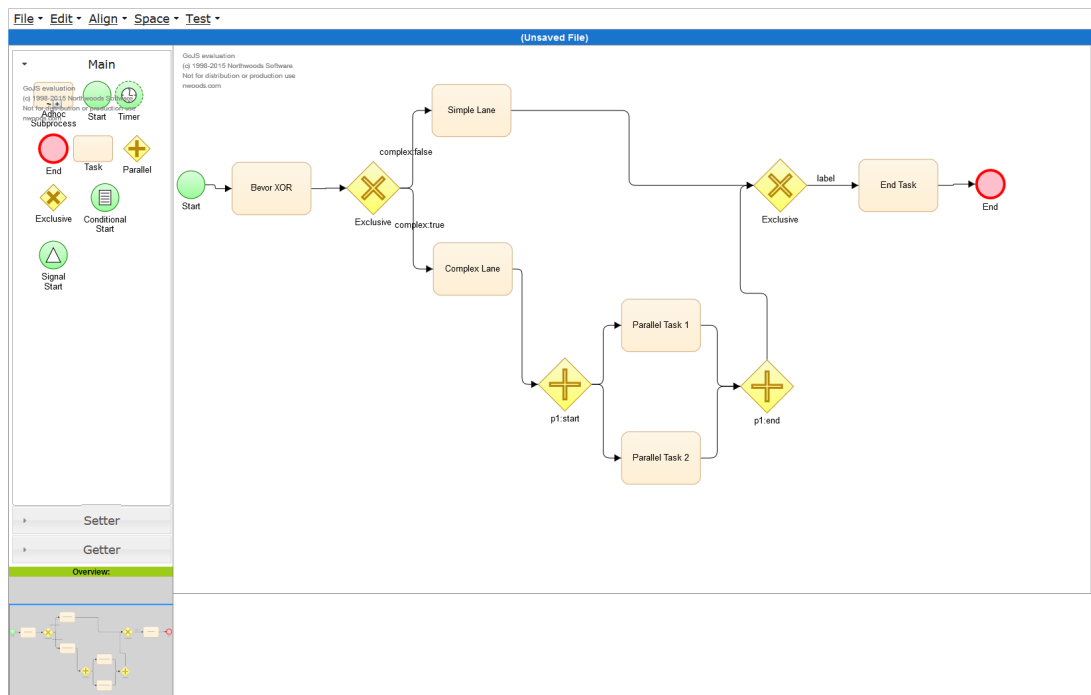 File Edit Align Space Test
(Unsaved File)
Main
GoJS evaluation
(c) 1998-2015 Northwoods Software
Not for distribution or production use
nwoods.com
Adhoc
Subprocess
Start
Timer
End
Task
Parallel
Exclusive
Conditional
Start
Signal
Start
Setter
Getter
Overview:
GoJS evaluation
(c) 1998-2015 Northwoods Software
Not for distribution or production use
nwoods.com
Start
Bevor XOR
Exclusive
complex:false
complex:true
Simple Lane
Complex Lane
p1:start
Parallel Task 1
Parallel Task 2
p1:end
Exclusive
label
End Task
End